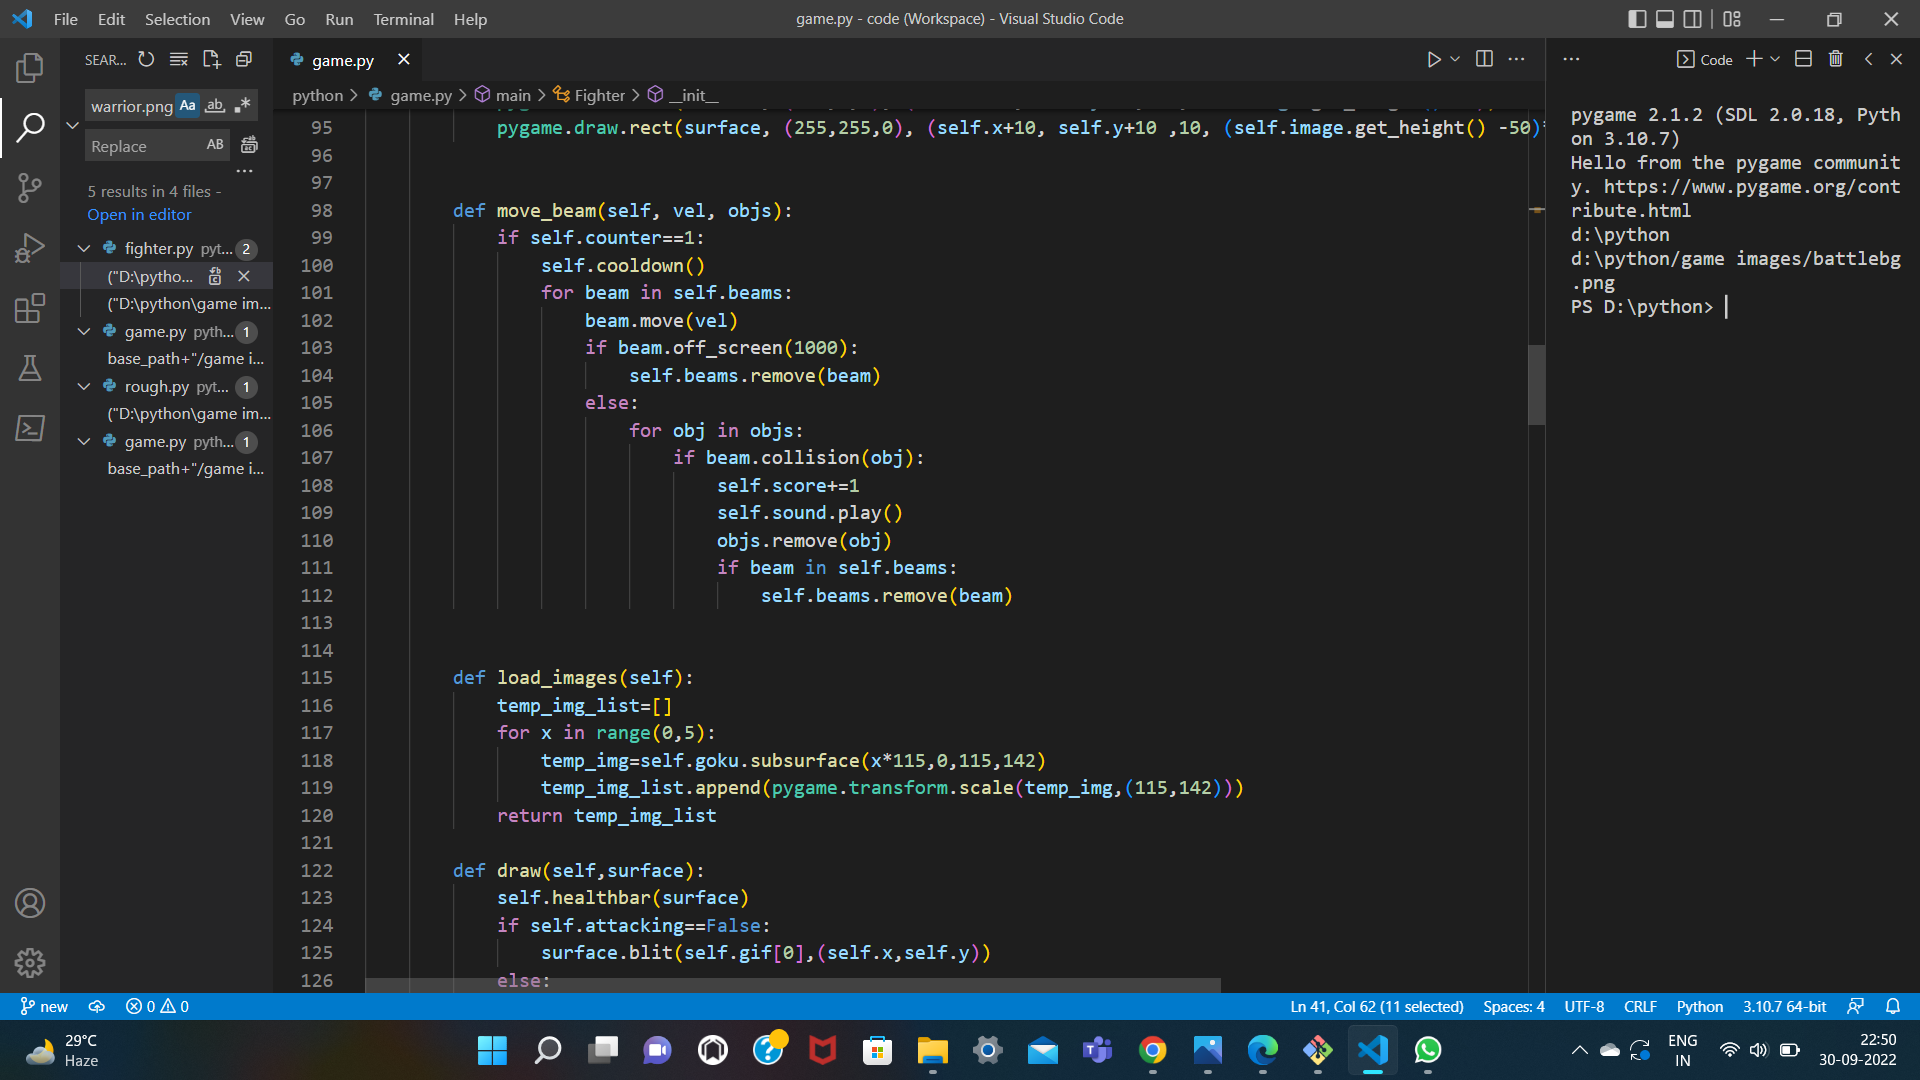 File Edit Selection View Go Run Terminal Help
game.py - code (Workspace) - Visual Studio Code
SEAR...
warrior.png Aa ab
Replace AB
5 results in 4 files -
Open in editor
fighter.py pyt... 2
("D:\pytho...
("D:\python\game im...
game.py pyth... 1
base_path+"/game i...
rough.py pyt... 1
("D:\python\game im...
game.py pyth... 1
base_path+"/game i...
game.py
python > game.py > main > Fighter > __init__
95 pygame.draw.rect(surface, (255,255,0), (self.x+10, self.y+10 ,10, (self.image.get_height() -50)
96
97
98 def move_beam(self, vel, objs):
99 if self.counter==1:
100 self.cooldown()
101 for beam in self.beams:
102 beam.move(vel)
103 if beam.off_screen(1000):
104 self.beams.remove(beam)
105 else:
106 for obj in objs:
107 if beam.collision(obj):
108 self.score+=1
109 self.sound.play()
110 objs.remove(obj)
111 if beam in self.beams:
112 self.beams.remove(beam)
113
114
115 def load_images(self):
116 temp_img_list=[]
117 for x in range(0,5):
118 temp_img=self.goku.subsurface(x*115,0,115,142)
119 temp_img_list.append(pygame.transform.scale(temp_img,(115,142)))
120 return temp_img_list
121
122 def draw(self,surface):
123 self.healthbar(surface)
124 if self.attacking==False:
125 surface.blit(self.gif[0],(self.x,self.y))
126 else:
Code
pygame 2.1.2 (SDL 2.0.18, Pyth
on 3.10.7)
Hello from the pygame communit
y. https://www.pygame.org/cont
ribute.html
d:\python
d:\python/game images/battlebg
.png
PS D:\python>
new 0 0
Ln 41, Col 62 (11 selected) Spaces: 4 UTF-8 CRLF Python 3.10.7 64-bit
29°C
Haze
ENG
IN
22:50
30-09-2022